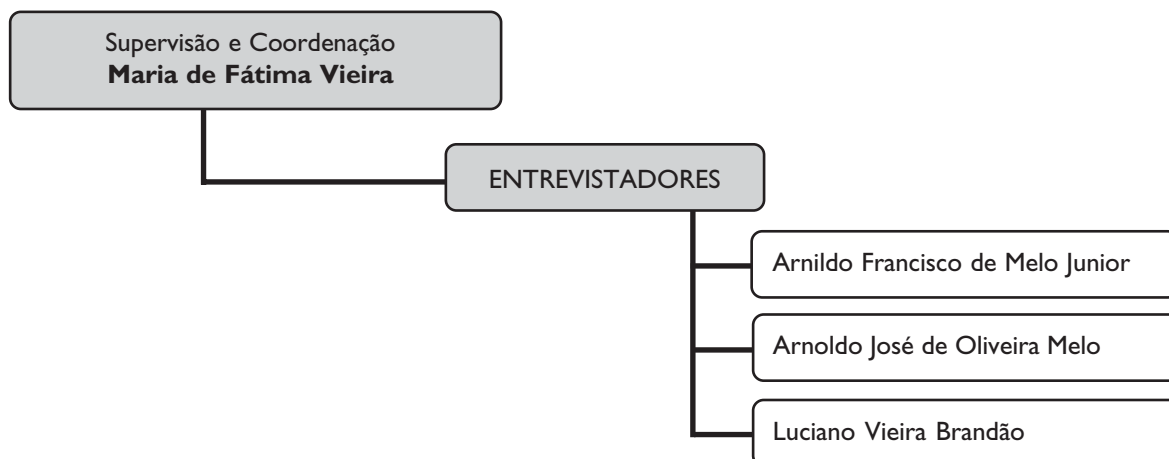 Supervisão e Coordenação
Maria de Fátima Vieira
ENTREVISTADORES
Arnildo Francisco de Melo Junior
Arnoldo José de Oliveira Melo
Luciano Vieira Brandão